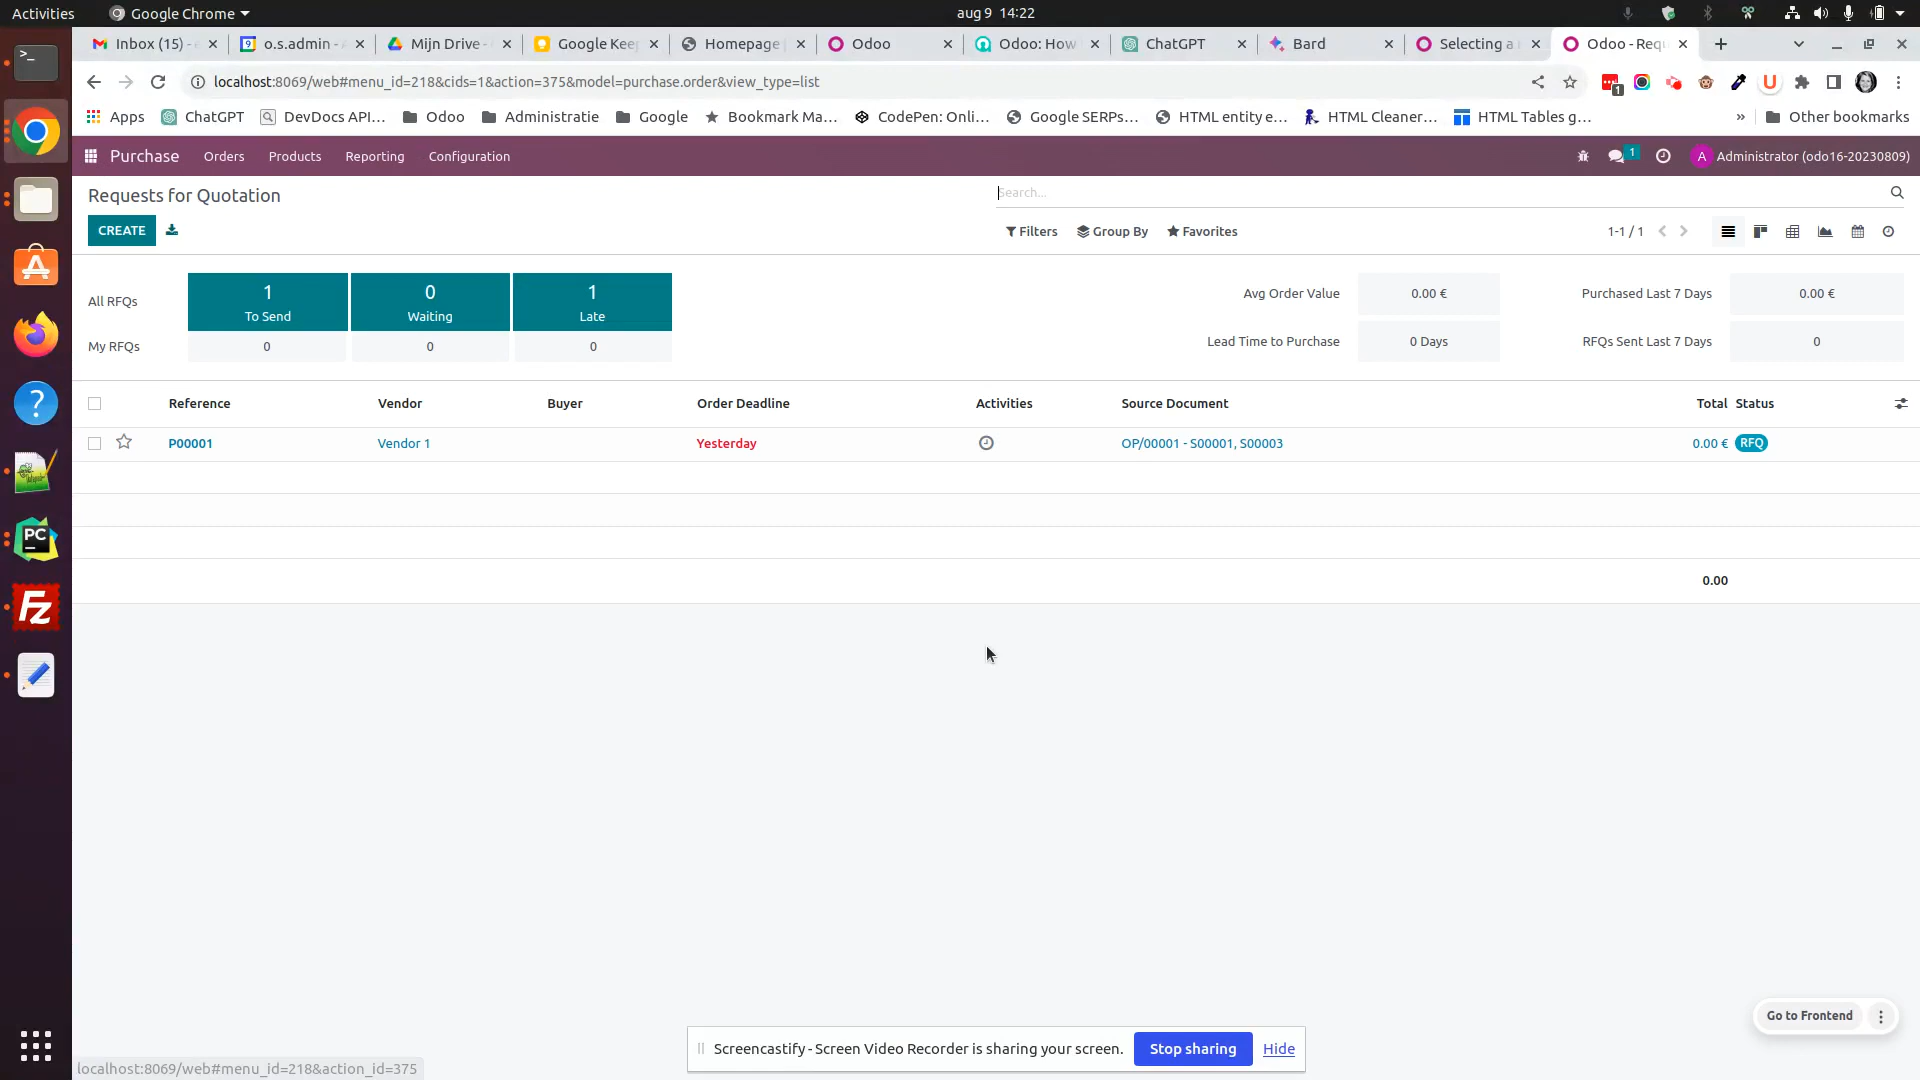 Activities
Google Chrome
aug 9 14:22
Inbox (15) - 
o.s.admin - 
Mijn Drive - 
Google Kee
Homepage
Odoo
Odoo: How
ChatGPT
Bard
Selecting a
Odoo - Requ
localhost:8069/web#menu_id=218&cids=1&action=375&model=purchase.order&view_type=list
1
Apps
ChatGPT
DevDocs API...
Odoo
Administratie
Google
Bookmark Ma...
CodePen: Onli...
Google SERPs...
HTML entity e...
HTML Cleaner...
HTML Tables g...
»
Other bookmarks
Purchase
Orders
Products
Reporting
Configuration
1
A
Administrator (odo16-20230809)
Requests for Quotation
Search...
CREATE
Filters
Group By
Favorites
1-1 / 1
All RFQs
1
To Send
0
Waiting
1
Late
My RFQs
0
0
0
Avg Order Value
0.00 €
Purchased Last 7 Days
0.00 €
Lead Time to Purchase
0 Days
RFQs Sent Last 7 Days
0
Reference
Vendor
Buyer
Order Deadline
Activities
Source Document
Total
Status
P00001
Vendor 1
Yesterday
OP/00001 - S00001, S00003
0.00 €
RFQ
0.00
Go to Frontend
Screencastify - Screen Video Recorder is sharing your screen.
Stop sharing
Hide
localhost:8069/web#menu_id=218&action_id=375